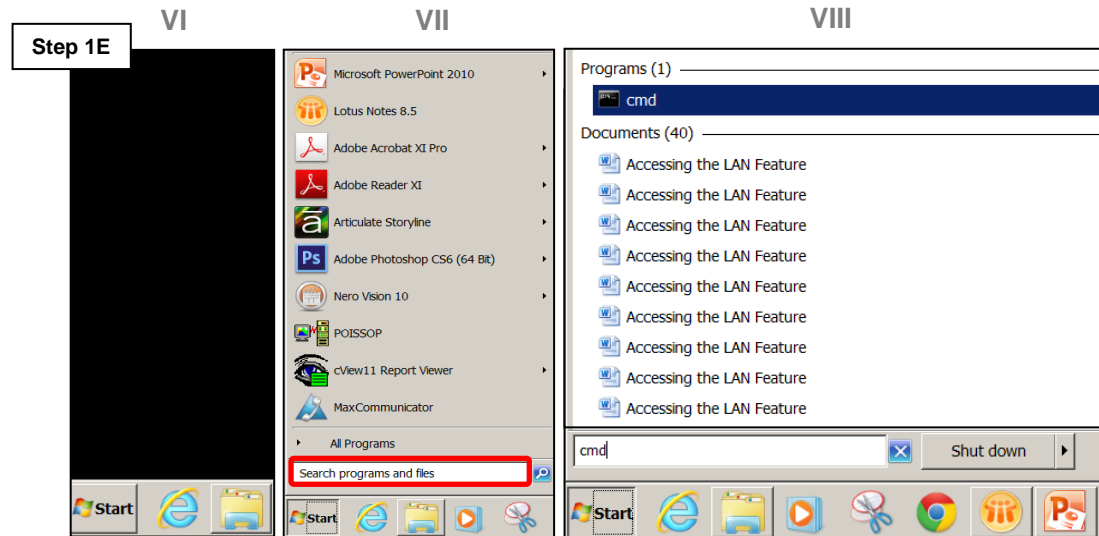 VI
VII
VIII
Step 1E
Start
Microsoft PowerPoint 2010
Lotus Notes 8.5
Adobe Acrobat XI Pro
Adobe Reader XI
Articulate Storyline
Ps Adobe Photoshop CS6 (64 Bit)
Nero Vision 10
POISSOP
cView11 Report Viewer
MaxCommunicator
All Programs
Search programs and files
Start
Programs (1)
cmd
Documents (40)
Accessing the LAN Feature
Accessing the LAN Feature
Accessing the LAN Feature
Accessing the LAN Feature
Accessing the LAN Feature
Accessing the LAN Feature
Accessing the LAN Feature
Accessing the LAN Feature
Accessing the LAN Feature
cmd
Shut down
Start